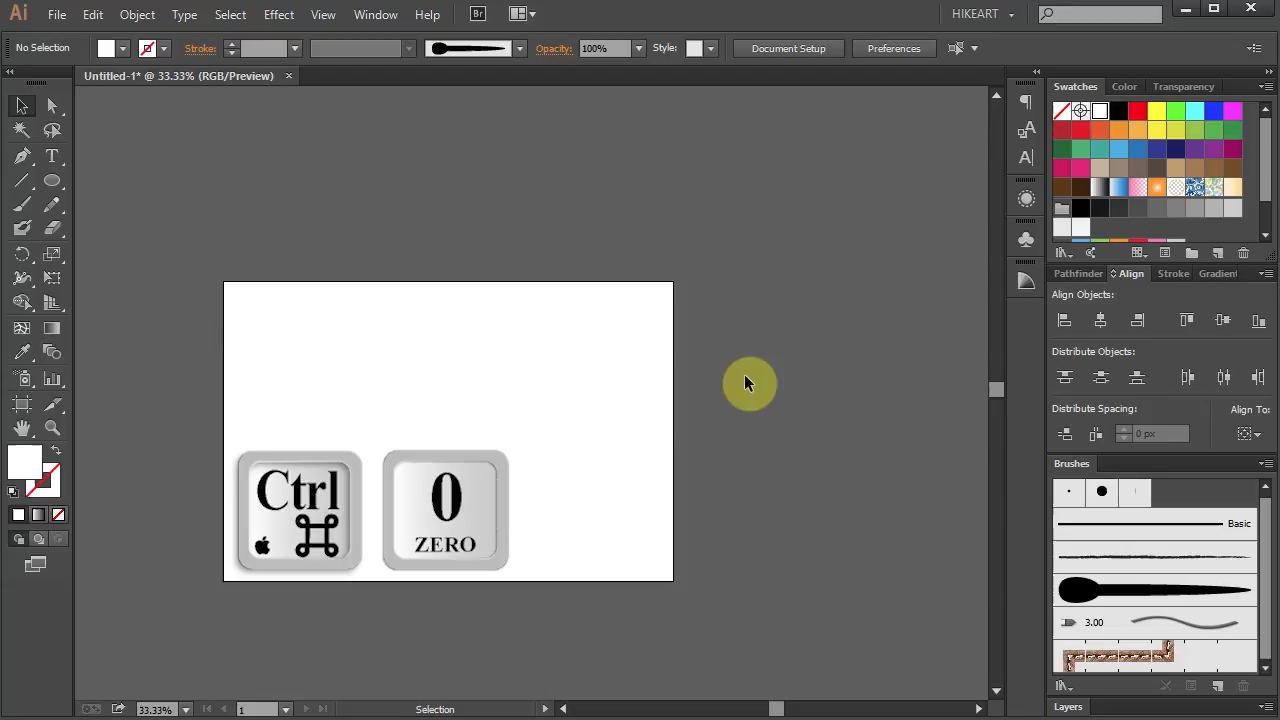 Ai File Edit Object Type Select Effect View Window Help Br HIKEART
No Selection Stroke: Opacity: 100% Style: Document Setup Preferences
Untitled-1* @ 33.33% (RGB/Preview) ×
Swatches Color Transparency
Pathfinder Align Stroke Gradient
Align Objects:
Distribute Objects:
Distribute Spacing: Align To:
0 px
Brushes
Basic
3.00
Layers
Ctrl
0
ZERO
33.33% 1 Selection